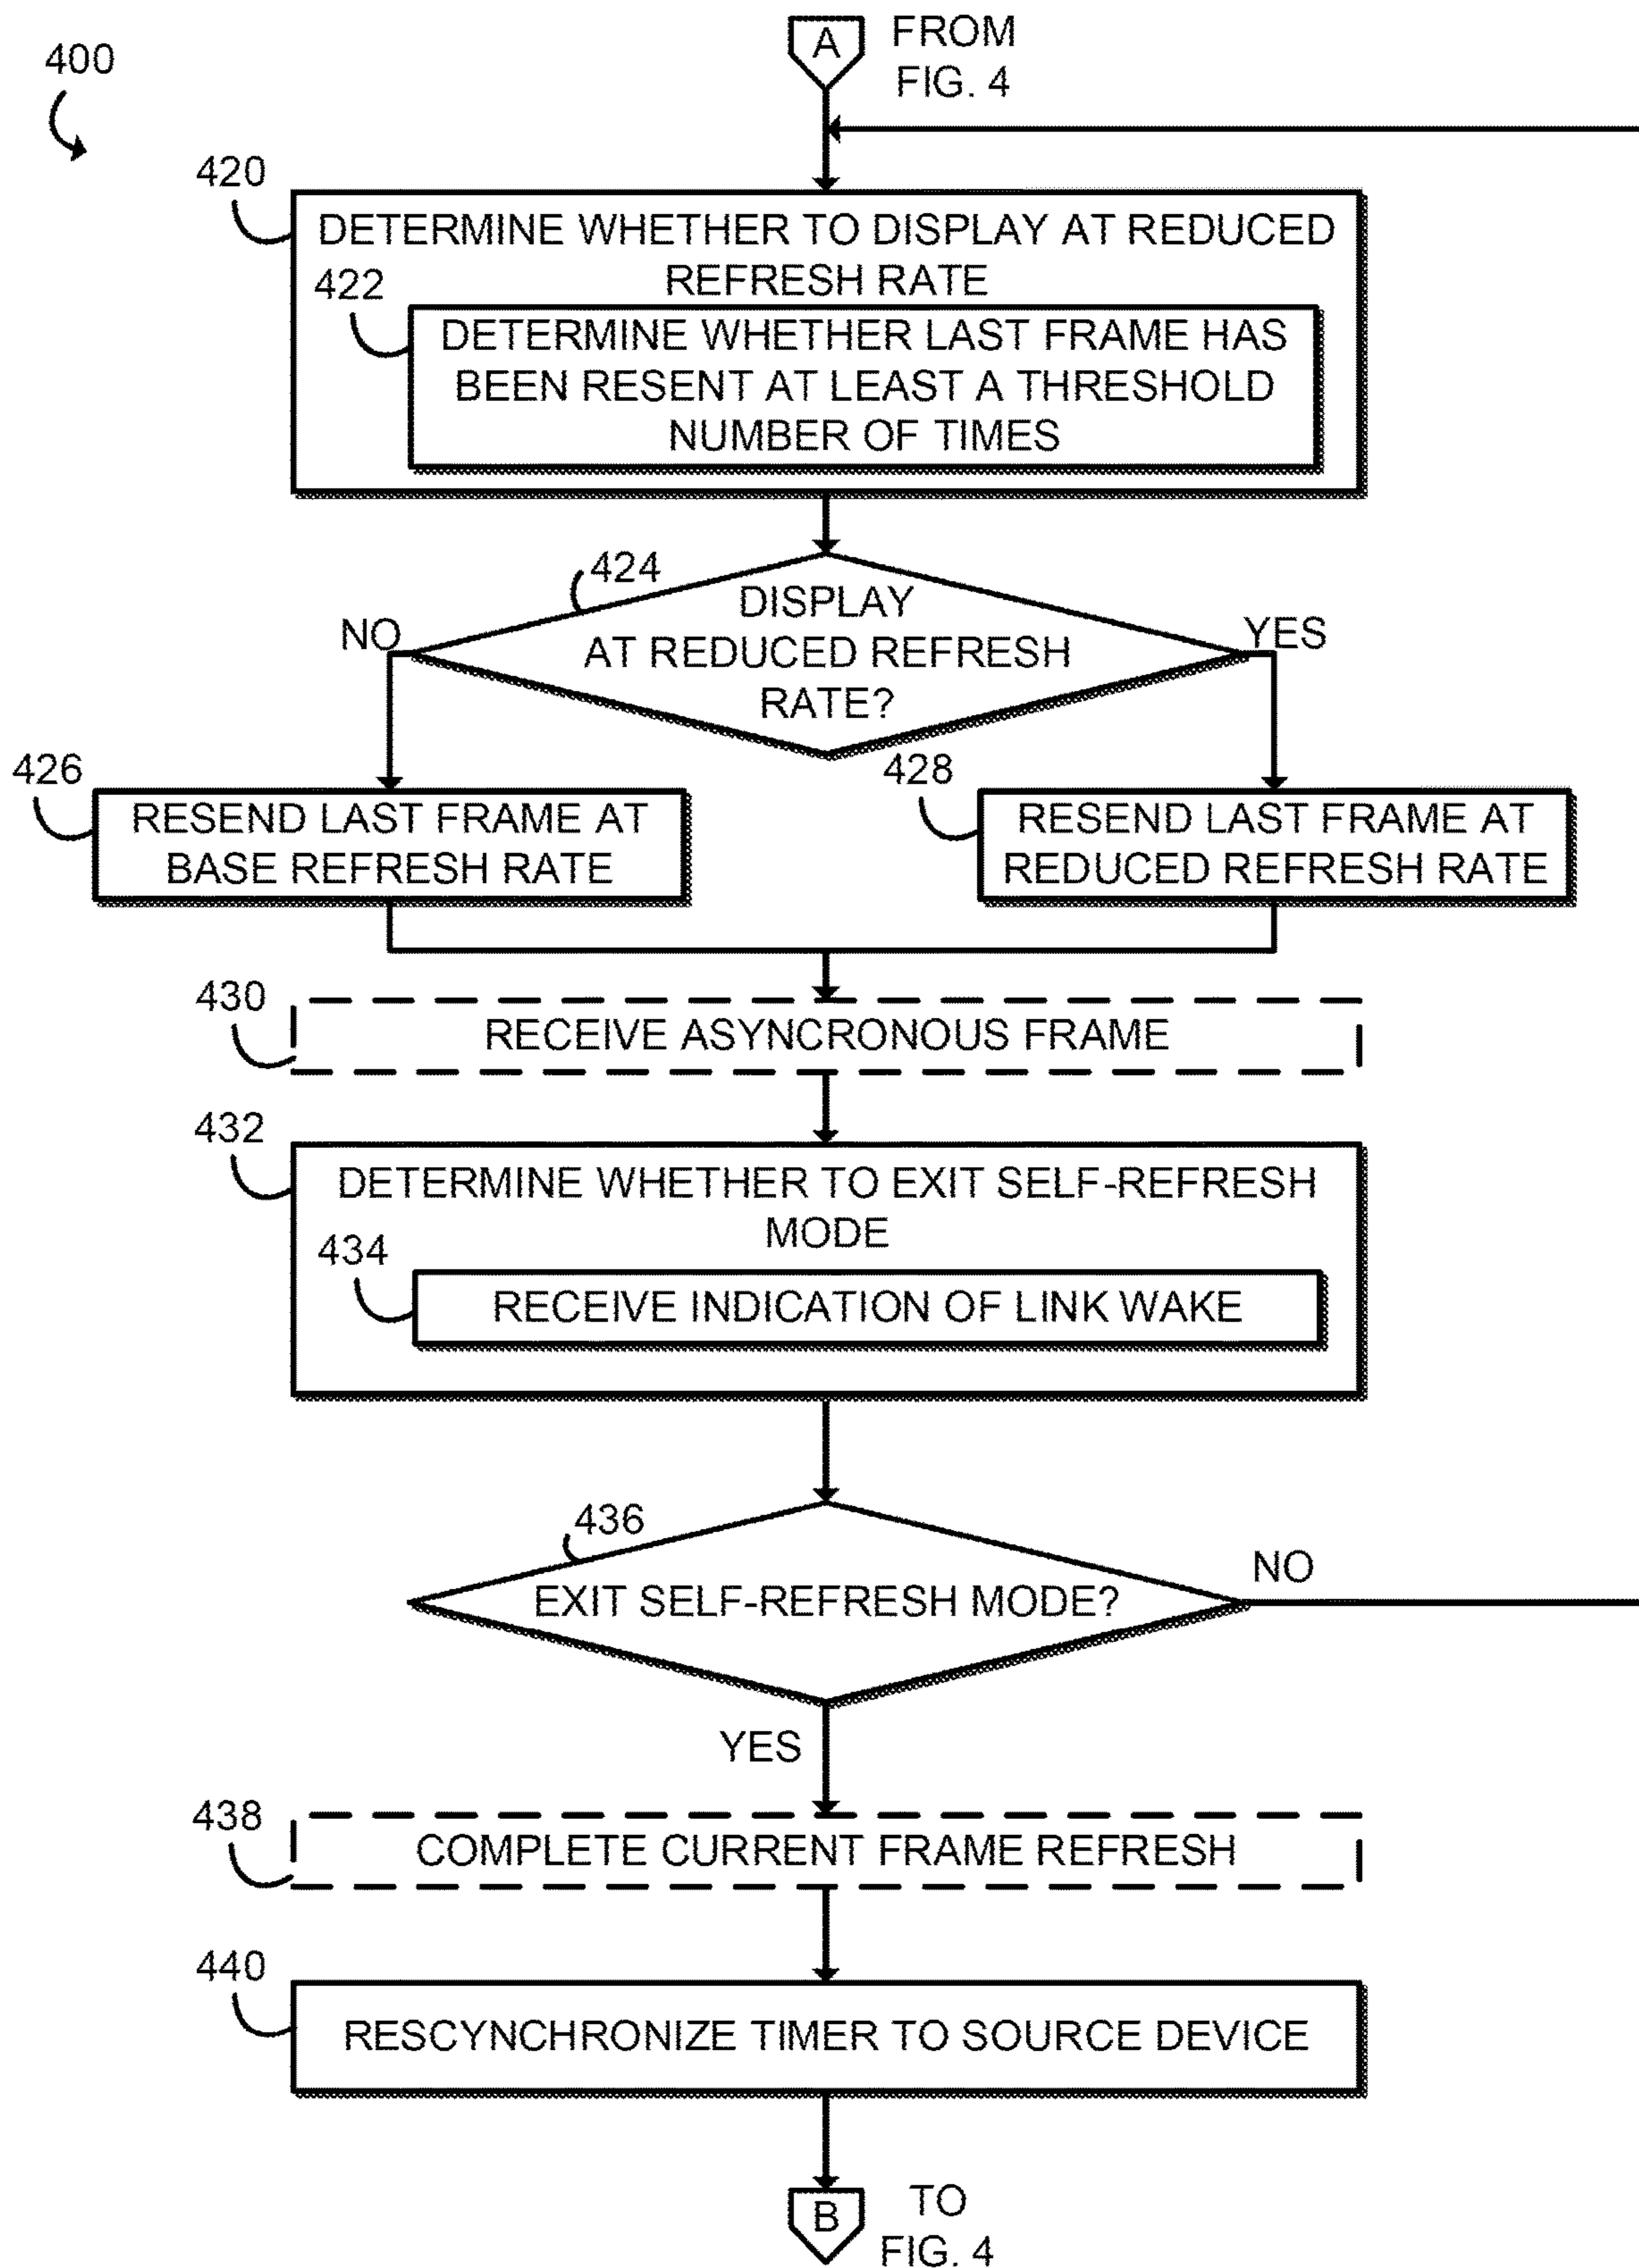 400
A
FROM
FIG. 4
420
DETERMINE WHETHER TO DISPLAY AT REDUCED
REFRESH RATE
422
DETERMINE WHETHER LAST FRAME HAS
BEEN RESENT AT LEAST A THRESHOLD
NUMBER OF TIMES
424
DISPLAY
AT REDUCED REFRESH
RATE?
NO
YES
426
RESEND LAST FRAME AT
BASE REFRESH RATE
428
RESEND LAST FRAME AT
REDUCED REFRESH RATE
430
RECEIVE ASYNCRONOUS FRAME
432
DETERMINE WHETHER TO EXIT SELF-REFRESH
MODE
434
RECEIVE INDICATION OF LINK WAKE
436
EXIT SELF-REFRESH MODE?
NO
YES
438
COMPLETE CURRENT FRAME REFRESH
440
RESCYNCHRONIZE TIMER TO SOURCE DEVICE
B
TO
FIG. 4